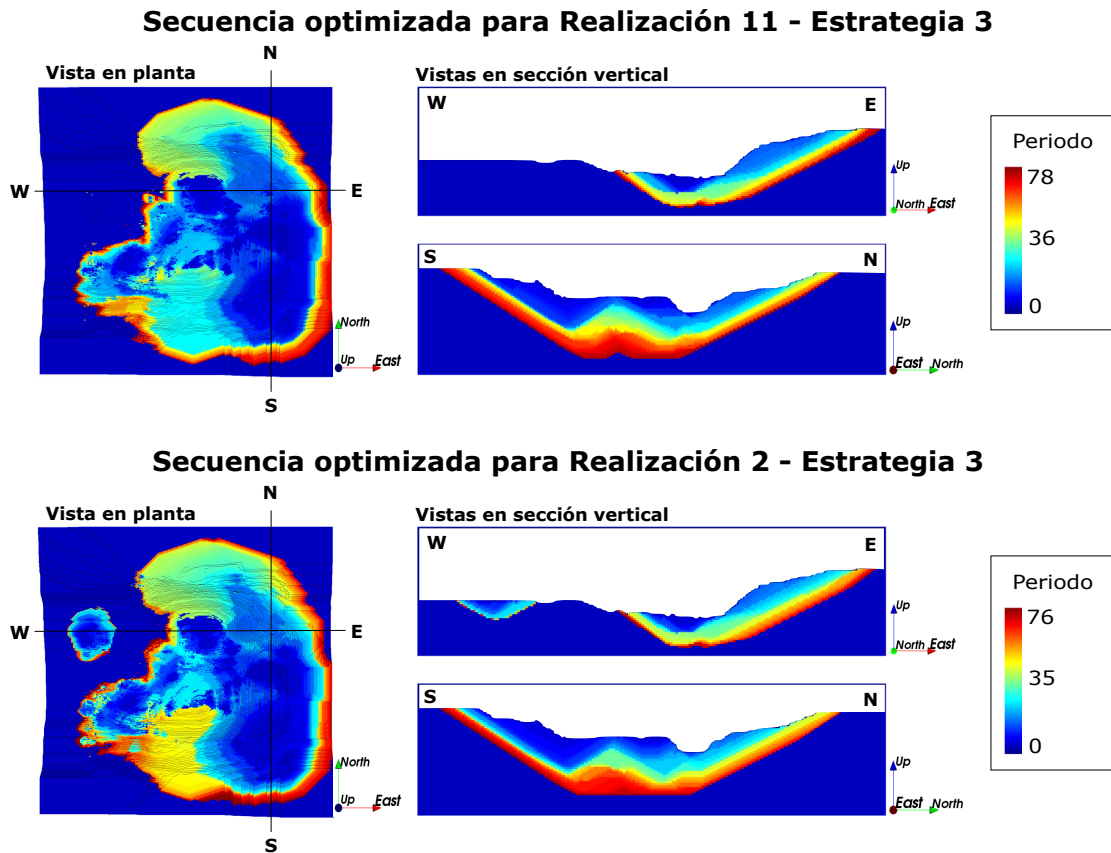 Secuencia optimizada para Realización 11 - Estrategia 3
N
Vista en planta
W
E
S
North
Up
East
Vistas en sección vertical
W
E
Up
North
East
S
N
Up
East
North
Periodo
78
36
0
Secuencia optimizada para Realización 2 - Estrategia 3
N
Vista en planta
W
E
S
North
Up
East
Vistas en sección vertical
W
E
Up
North
East
S
N
Up
East
North
Periodo
76
35
0